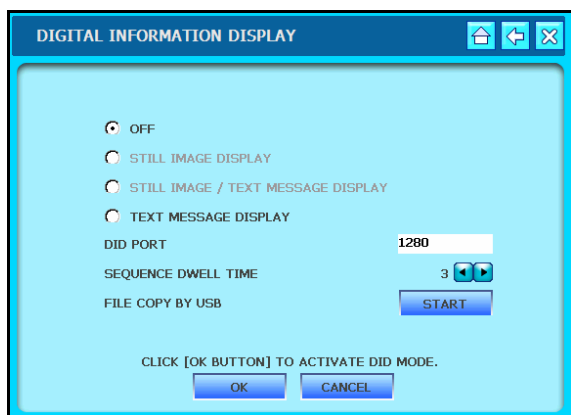 DIGITAL INFORMATION DISPLAY
OFF
STILL IMAGE DISPLAY
STILL IMAGE / TEXT MESSAGE DISPLAY
TEXT MESSAGE DISPLAY
DID PORT 1280
SEQUENCE DWELL TIME 3
FILE COPY BY USB START
CLICK [OK BUTTON] TO ACTIVATE DID MODE.
OK CANCEL